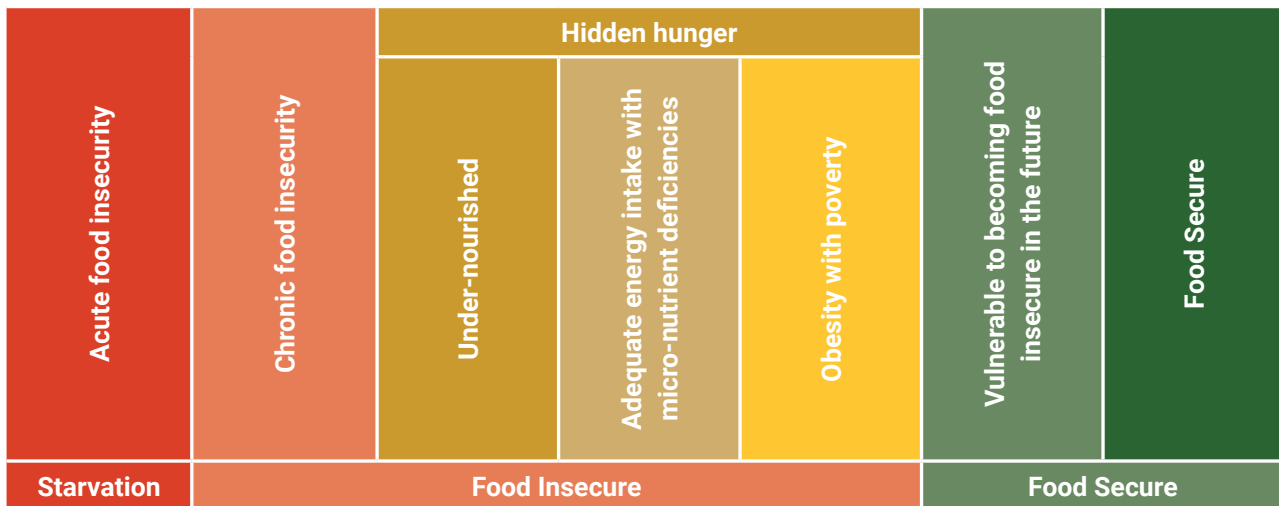 Hidden hunger
Acute food insecurity
Chronic food insecurity
Under-nourished
Adequate energy intake with
micro-nutrient deficiencies
Obesity with poverty
Vulnerable to becoming food
insecure in the future
Food Secure
Starvation
Food Insecure
Food Secure